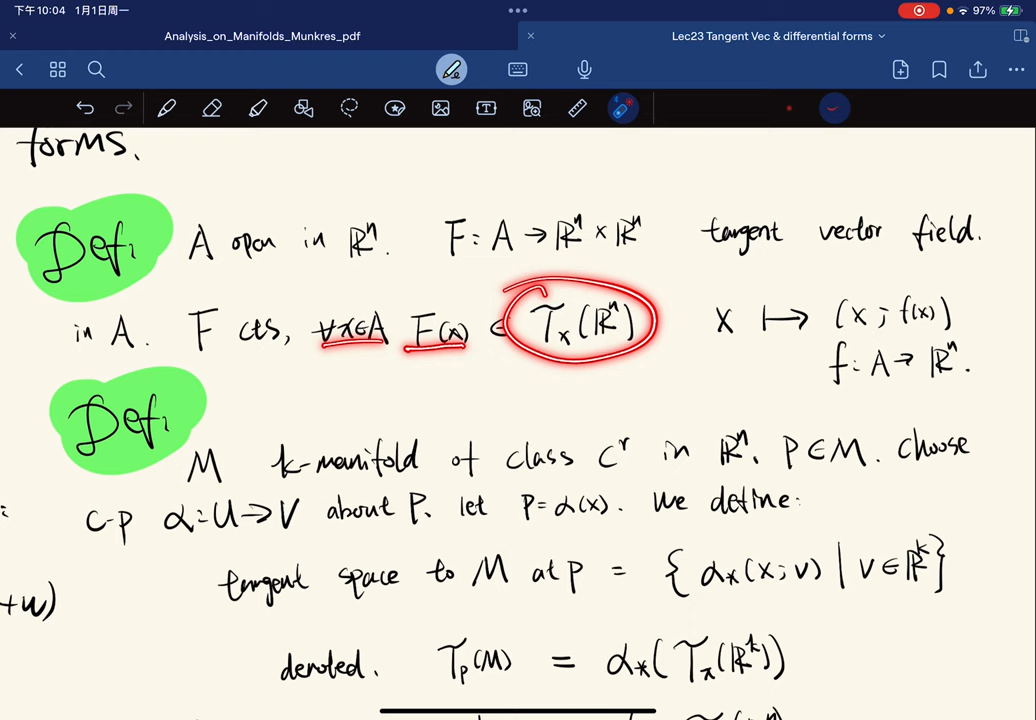 下午10:04 1月1日周一
97%
Analysis_on_Manifolds_Munkres_pdf
Lec23 Tangent Vec & differential forms
forms.
Def: A open in ℝⁿ. F: A → ℝⁿ × ℝⁿ tangent vector field.
in A. F cts, ∀x∈A F(x) ∈ 𝒯ₓ(ℝⁿ) x ↦ (x; f(x))
f: A → ℝⁿ.
Def:
M k-manifold of class Cʳ in ℝⁿ, P∈M. choose
c-p α: U → V about P. let P=α(x). We define:
tangent space to M at p = {α⁎(x; v) | v∈ℝᵏ}
+w)
denoted. 𝒯ₚ(M) = α⁎(𝒯ₓ(ℝᵏ))